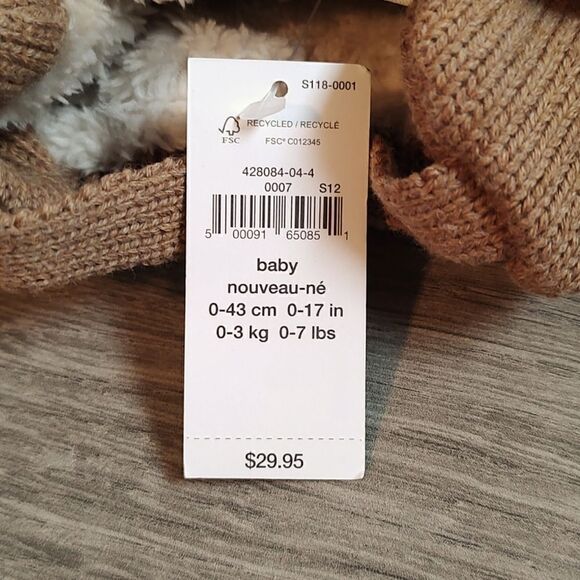 S118-0001
RECYCLED / RECYCLÉ
FSC
FSC® C012345
428084-04-4
0007 S12
5 00091 65085 1
baby
nouveau-né
0-43 cm 0-17 in
0-3 kg 0-7 lbs
$29.95